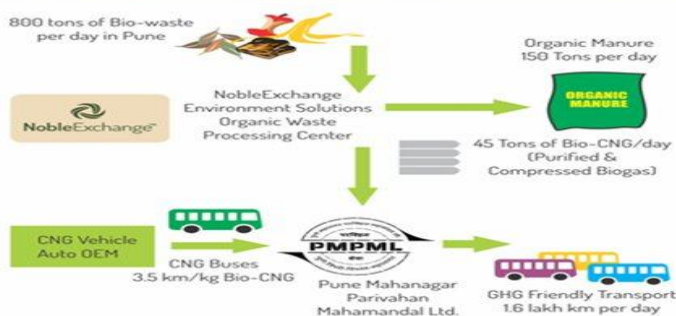 800 tons of Bio-waste
per day in Pune
Organic Manure
150 Tons per day
ORGANIC
MANURE
NobleExchange
NobleExchange
Environment Solutions
Organic Waste
Processing Center
45 Tons of Bio-CNG/day
(Purified &
Compressed Biogas)
CNG Vehicle
Auto OEM
CNG Buses
3.5 km/kg Bio-CNG
PMPML
Pune Mahanagar
Parivahan
Mahamandal Ltd.
GHG Friendly Transport
1.6 lakh km per day